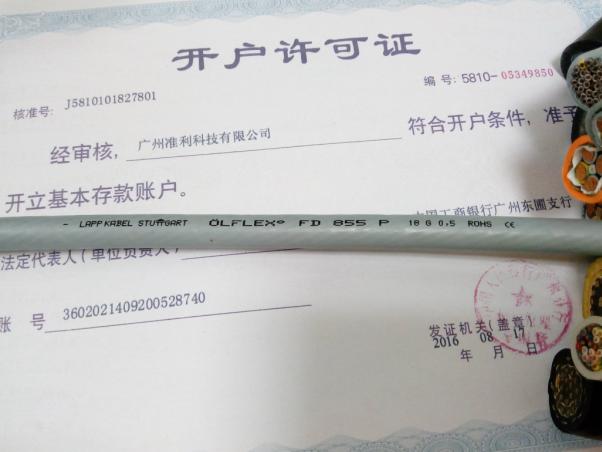 开户许可证
核准号: J5810101827801
编号: 5810-05349850
经审核, 广州准利科技有限公司 符合开户条件, 准予
开立基本存款账户。
中国工商银行广州东圃支行
- LAPP KABEL STUTTGART ÖLFLEX® FD 855 P 18 G 0,5 ROHS CE
法定代表人(单位负责人)
账 号 3602021409200528740
发证机关(盖章)
2016 年 08 月 17 日